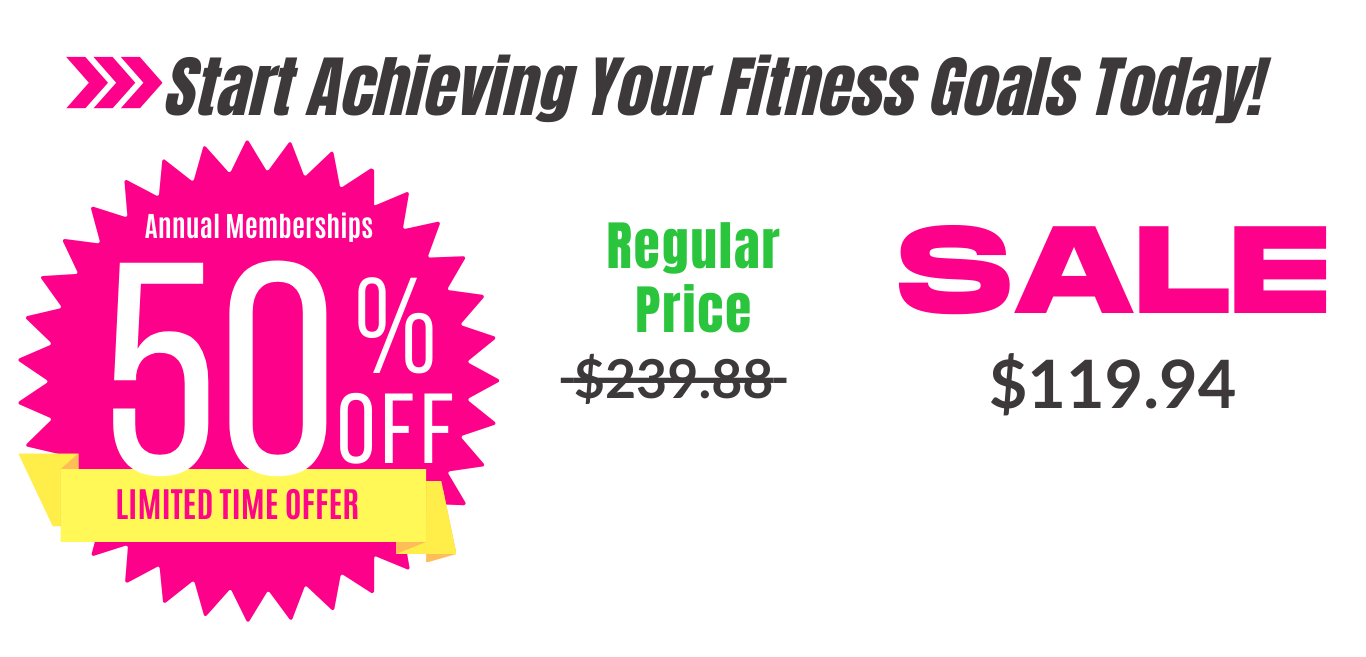 Start Achieving Your Fitness Goals Today!
Annual Memberships
50%
OFF
LIMITED TIME OFFER
Regular
Price
$239.88
SALE
$119.94